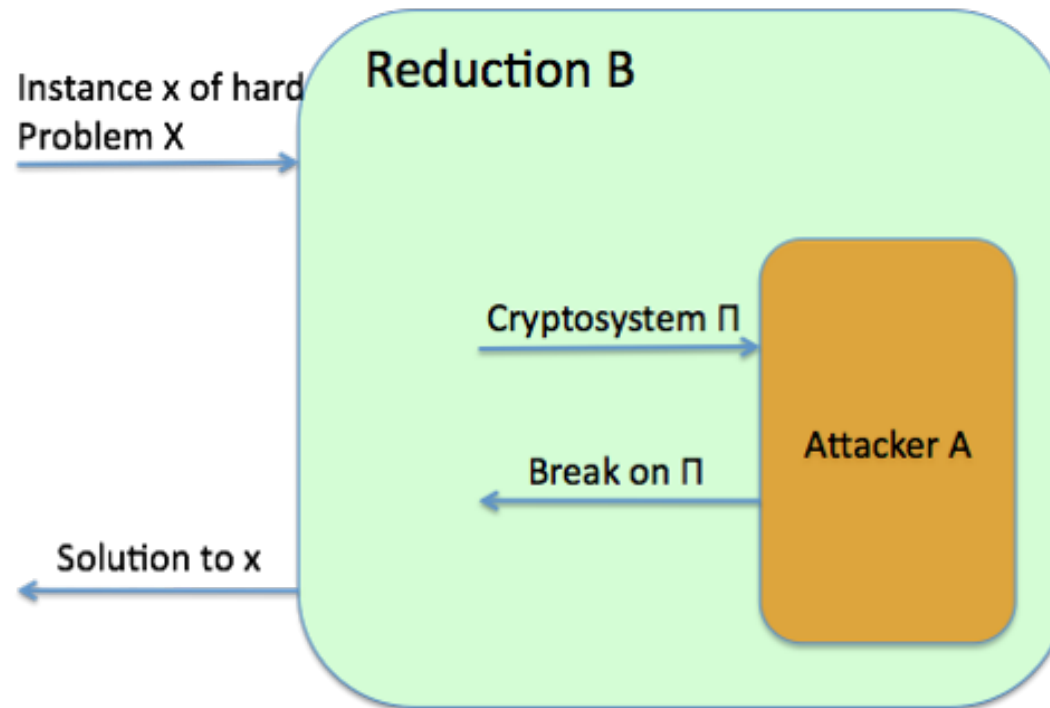 Reduction B
Instance x of hard
Problem X
Cryptosystem Π
Attacker A
Break on Π
Solution to x